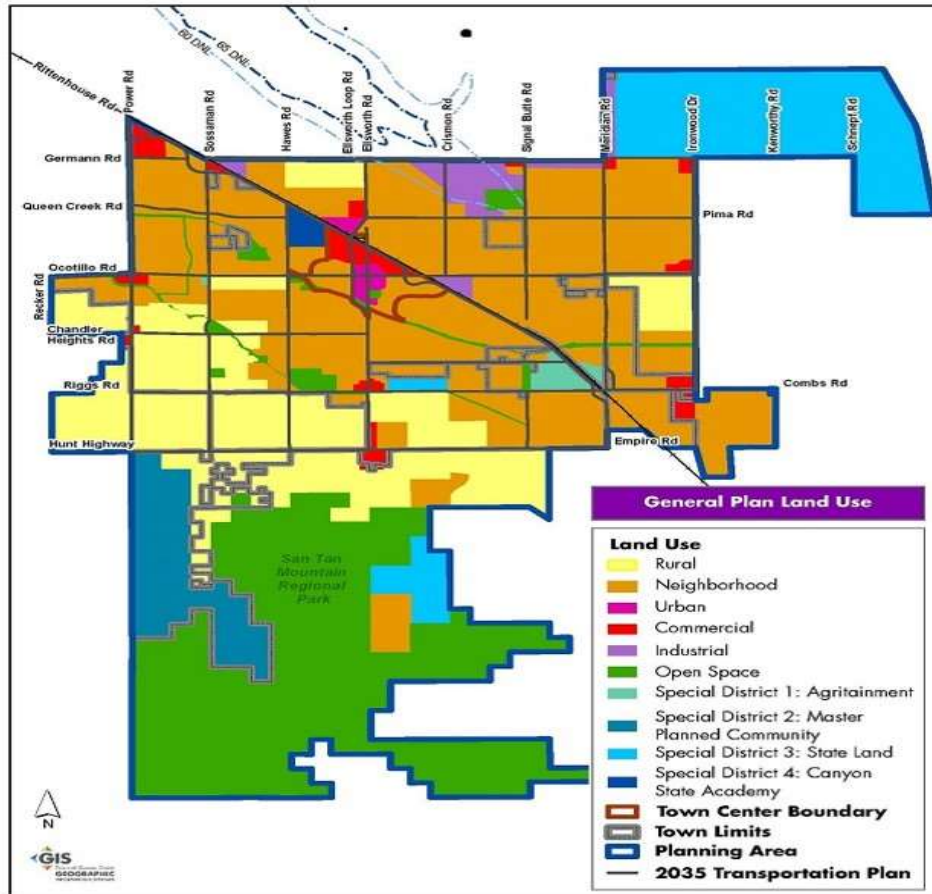 60 DNL
65 DNL
Rittenhouse Rd
Power Rd
Sossaman Rd
Hawes Rd
Ellsworth Loop Rd
Ellsworth Rd
Crismon Rd
Signal Butte Rd
Meridian Rd
Ironwood Dr
Kenworthy Rd
Schnepf Rd
Germann Rd
Queen Creek Rd
Pima Rd
Ocotillo Rd
Recker Rd
Chandler
Heights Rd
Riggs Rd
Combs Rd
Hunt Highway
Empire Rd
San Tan
Mountain
Regional
Park
General Plan Land Use
Land Use
Rural
Neighborhood
Urban
Commercial
Industrial
Open Space
Special District 1: Agritainment
Special District 2: Master
Planned Community
Special District 3: State Land
Special District 4: Canyon
State Academy
Town Center Boundary
Town Limits
Planning Area
2035 Transportation Plan
N
GIS
GEOGRAPHIC